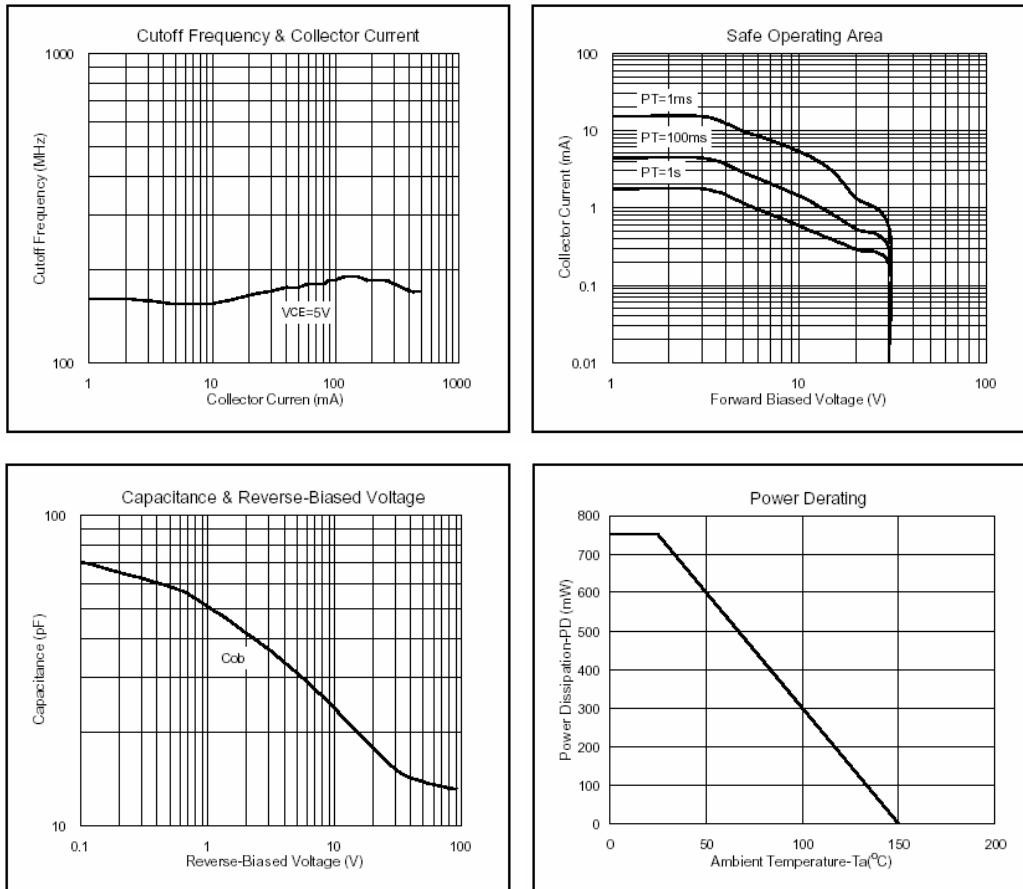 Cutoff Frequency & Collector Current
1000
Cutoff Frequency (MHz)
VCE=5V
100
1 10 100 1000
Collector Curren (mA)
Safe Operating Area
100
PT=1ms
10
PT=100ms
PT=1s
Collector Current (mA)
1
0.1
0.01
1 10 100
Forward Biased Voltage (V)
Capacitance & Reverse-Biased Voltage
100
Capacitance (pF)
Cob
10
0.1 1 10 100
Reverse-Biased Voltage (V)
Power Derating
800
700
600
500
400
300
200
100
0
Power Dissipation-PD (mW)
0 50 100 150 200
Ambient Temperature-Ta(°C)